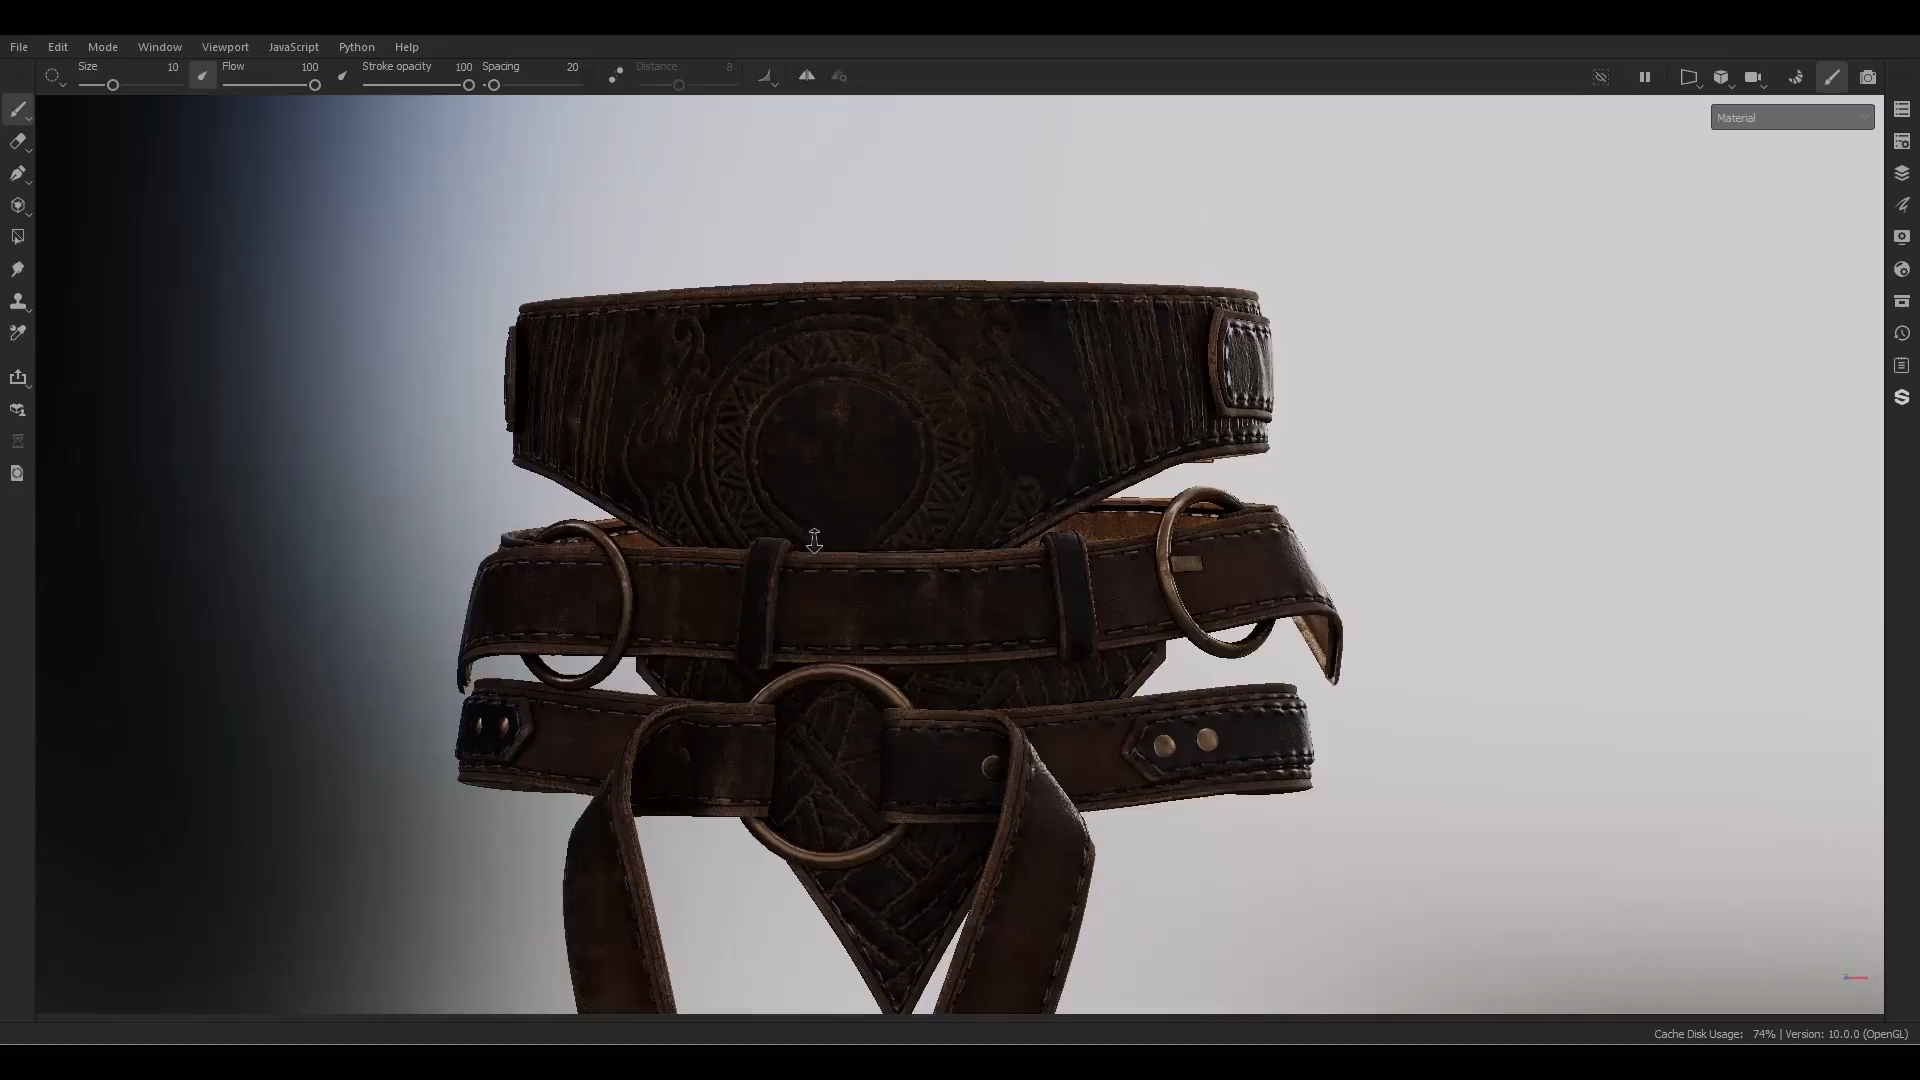 File Edit Mode Window Viewport JavaScript Python Help
Size 10 Flow 100 Stroke opacity 100 Spacing 20 Distance 8
Material
Cache Disk Usage: 74% | Version: 10.0.0 (OpenGL)